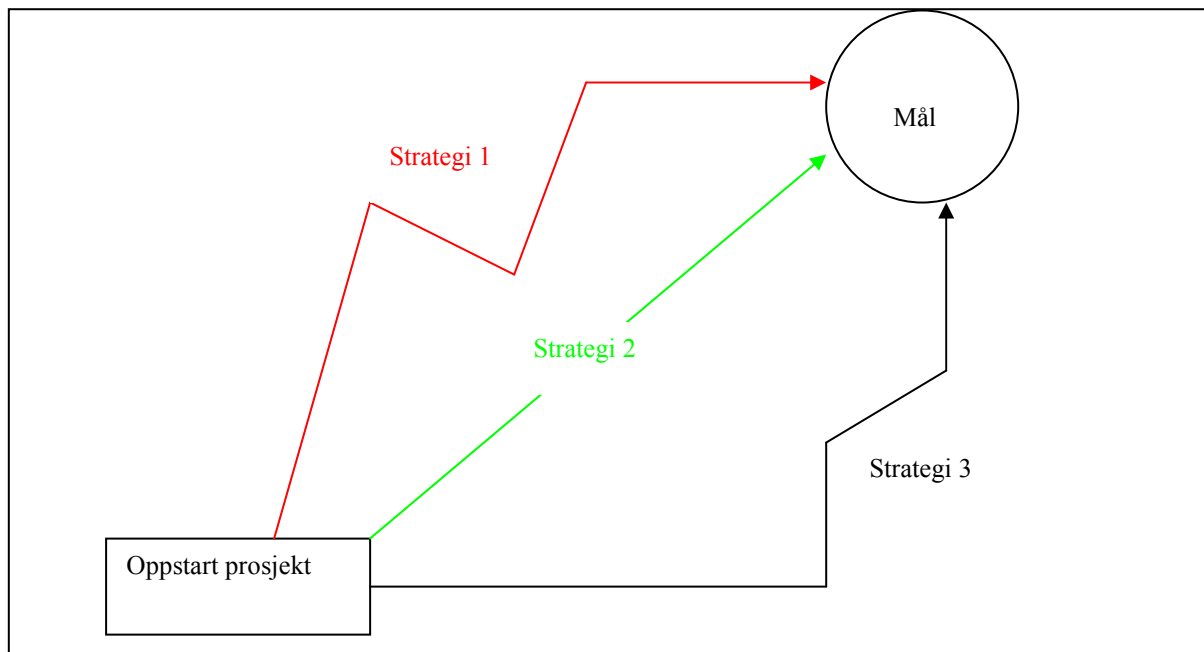 Mål
Strategi 1
Strategi 2
Strategi 3
Oppstart prosjekt